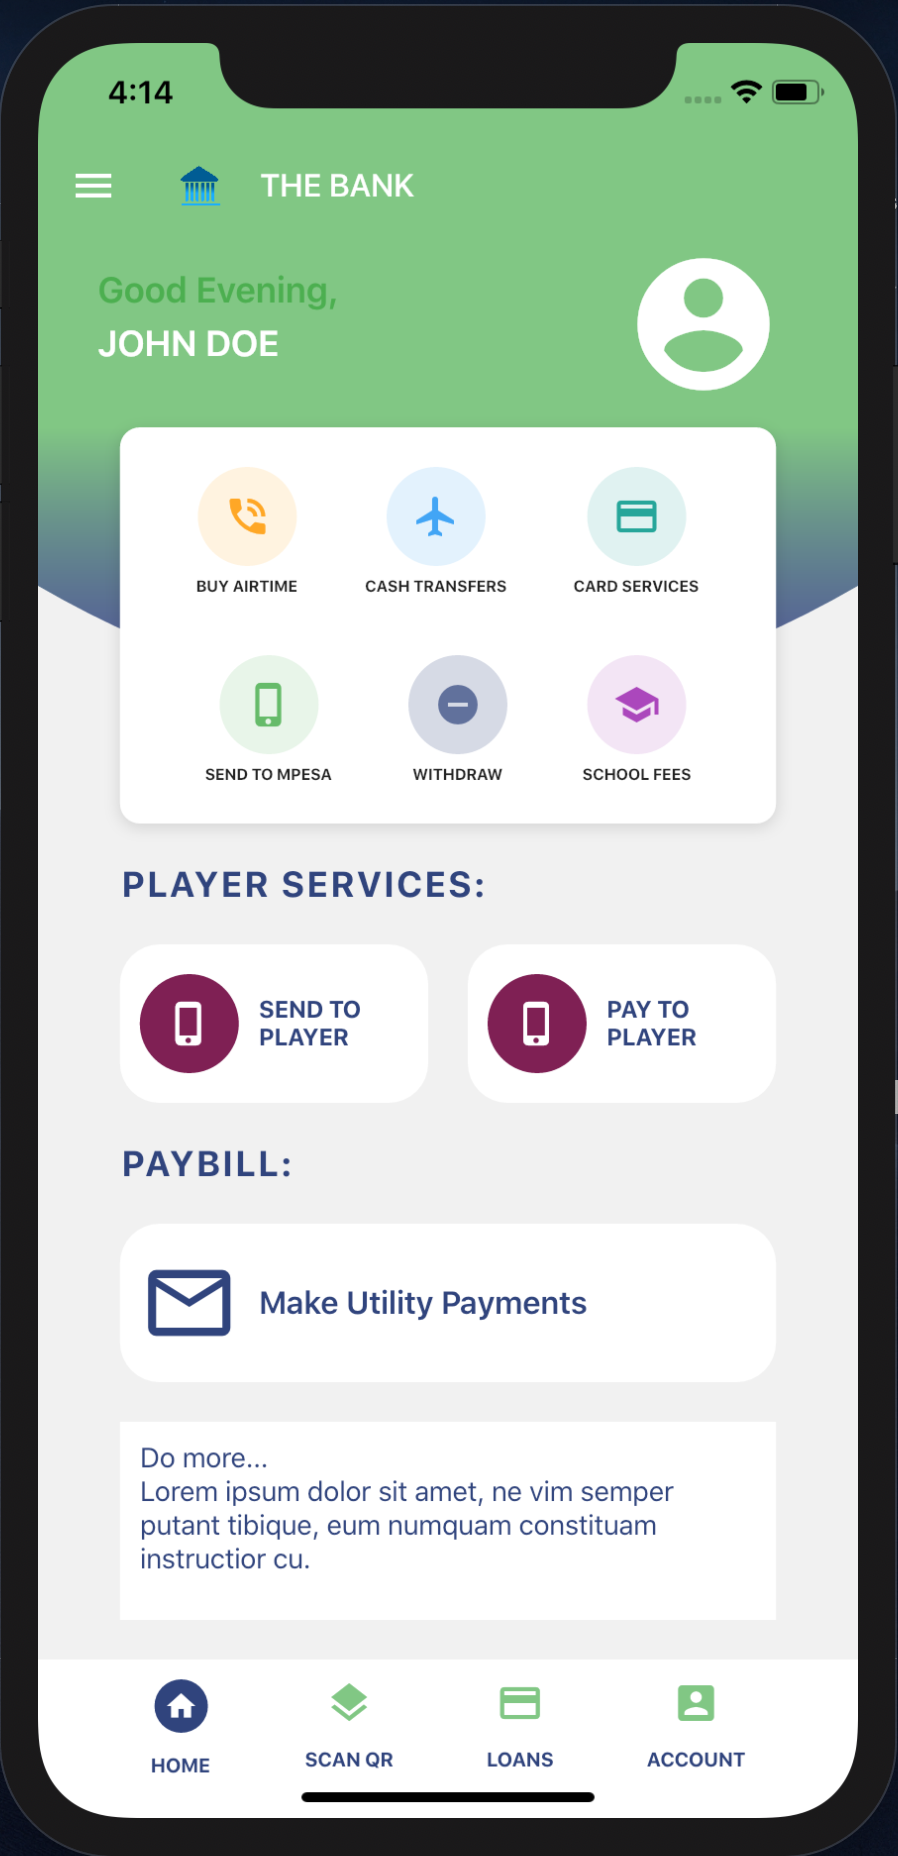 4:14
THE BANK
Good Evening,
JOHN DOE
BUY AIRTIME
CASH TRANSFERS
CARD SERVICES
SEND TO MPESA
WITHDRAW
SCHOOL FEES
PLAYER SERVICES:
SEND TO
PLAYER
PAY TO
PLAYER
PAYBILL:
Make Utility Payments
Do more...
Lorem ipsum dolor sit amet, ne vim semper
putant tibique, eum numquam constituam
instructior cu.
HOME
SCAN QR
LOANS
ACCOUNT